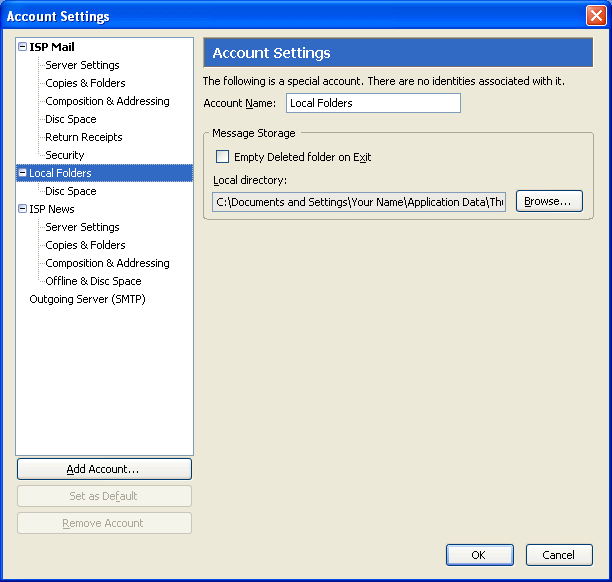 Account Settings
ISP Mail
Server Settings
Copies & Folders
Composition & Addressing
Disc Space
Return Receipts
Security
Local Folders
Disc Space
ISP News
Server Settings
Copies & Folders
Composition & Addressing
Offline & Disc Space
Outgoing Server (SMTP)
Add Account...
Set as Default
Remove Account
Account Settings
The following is a special account. There are no identities associated with it.
Account Name: Local Folders
Message Storage
Empty Deleted folder on Exit
Local directory:
C:\Documents and Settings\Your Name\Application Data\Thu Browse...
OK Cancel